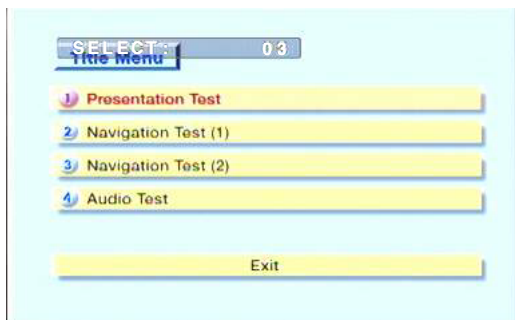 SELECT: 03
Title Menu
1 Presentation Test
2 Navigation Test (1)
3 Navigation Test (2)
4 Audio Test
Exit